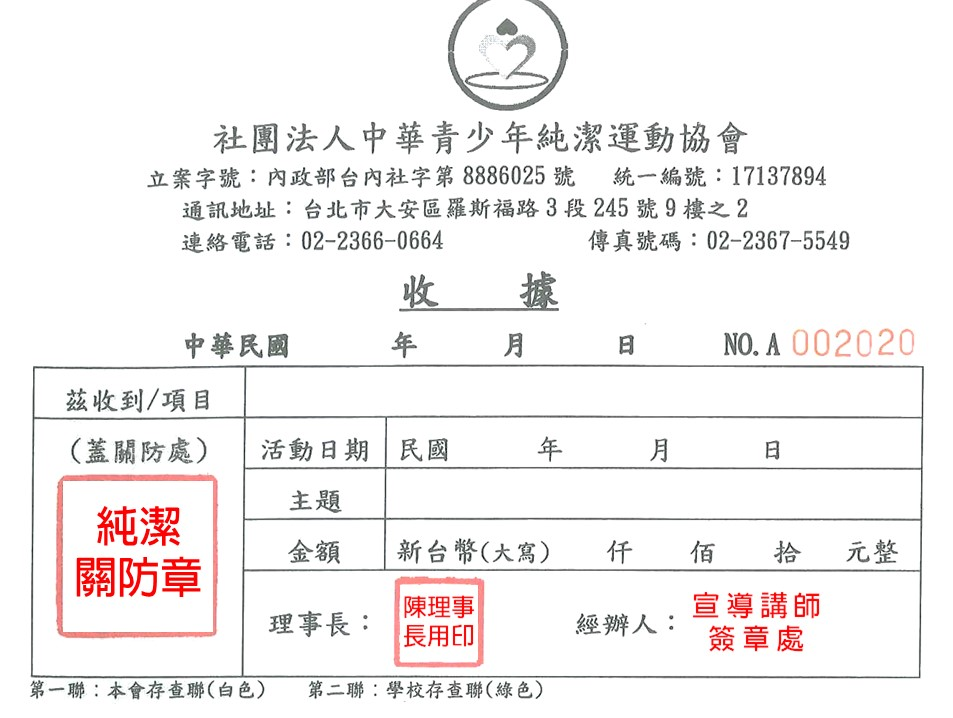 社團法人中華青少年純潔運動協會
立案字號：內政部台內社字第 8886025 號 統一編號：17137894
通訊地址：台北市大安區羅斯福路 3 段 245 號 9 樓之 2
連絡電話：02-2366-0664 傳真號碼：02-2367-5549
收 據
中華民國 年 月 日 NO. A 002020
茲收到/項目
(蓋關防處) 活動日期 民國 年 月 日
純潔
關防章
主題
金額 新台幣(大寫) 仟 佰 拾 元整
理事長： 陳理事
長用印
經辦人： 宣導講師
簽章處
第一聯：本會存查聯(白色) 第二聯：學校存查聯(綠色)